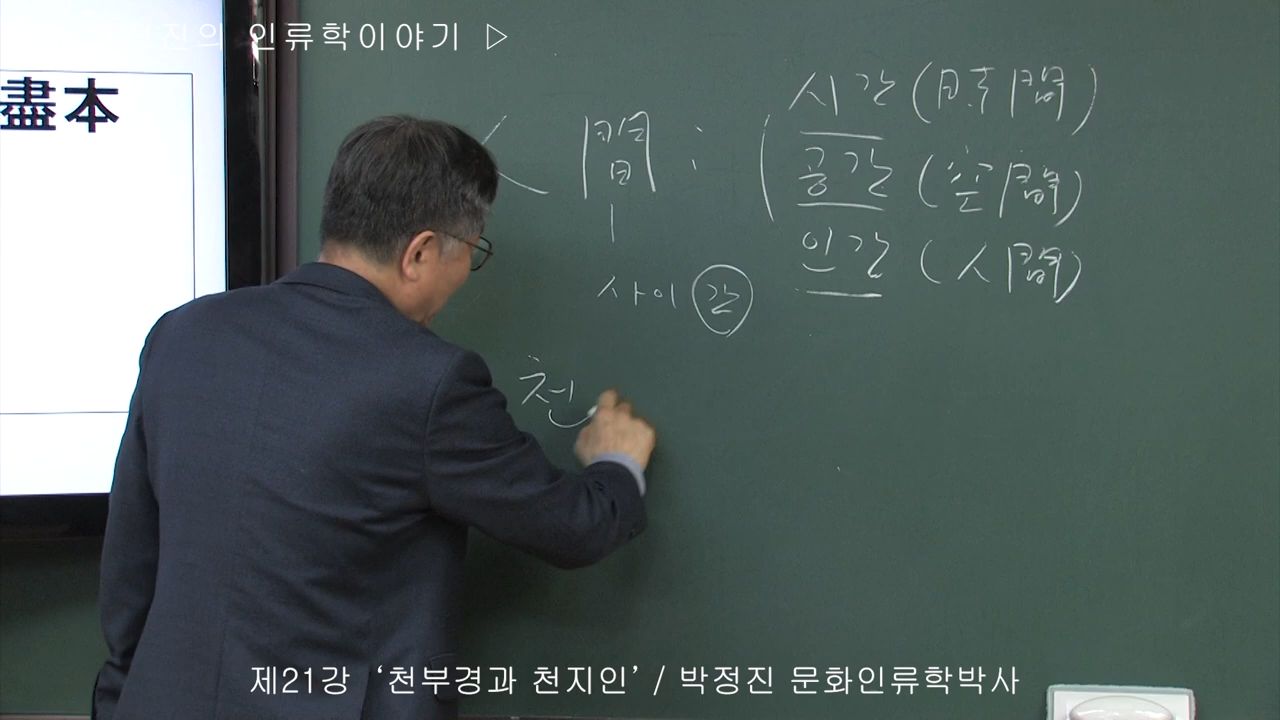 진의 인류학이야기 ▷
盡本
시간 (時間)
人間 : (
공간 (空間)
인간 (人間)
사이 간
천
제21강 ‘천부경과 천지인’ / 박정진 문화인류학박사